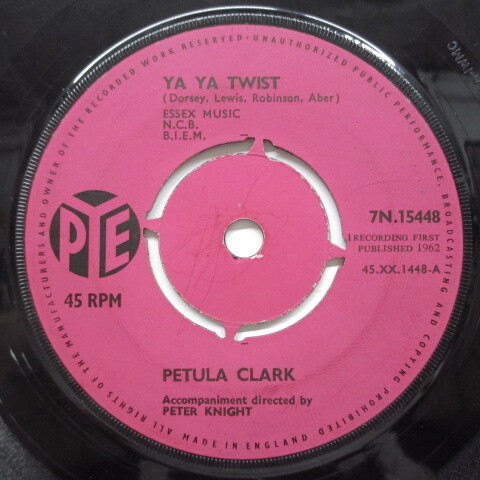 YA YA TWIST
(Dorsey, Lewis, Robinson, Aber)
ESSEX MUSIC
N.C.B.
B.I.E.M.
PYE
45 RPM
7N.15448
RECORDING FIRST
PUBLISHED 1962
45.XX.1448-A
PETULA CLARK
Accompaniment directed by
PETER KNIGHT
ALL RIGHTS OF THE MANUFACTURERS AND OWNER OF THE RECORDED WORK RESERVED · UNAUTHORIZED PUBLIC PERFORMANCE, BROADCASTING AND COPYING PROHIBITED
MADE IN ENGLAND